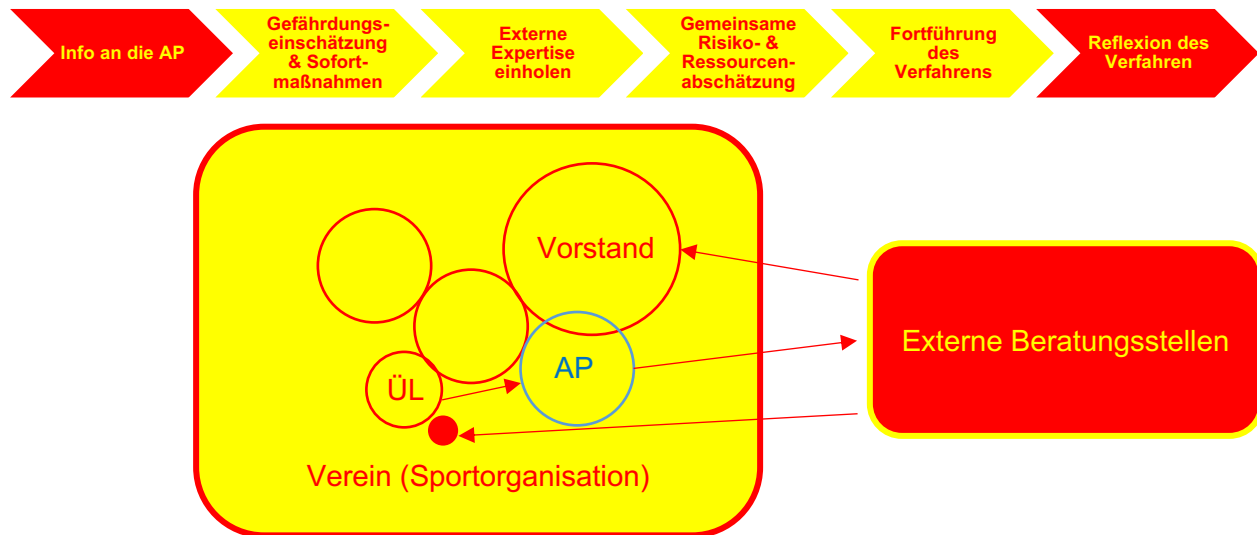 Info an die AP
Gefährdungs-
einschätzung
& Sofort-
maßnahmen
Externe
Expertise
einholen
Gemeinsame
Risiko- &
Ressourcen-
abschätzung
Fortführung
des
Verfahrens
Reflexion des
Verfahren
Vorstand
Externe Beratungsstellen
AP
ÜL
Verein (Sportorganisation)